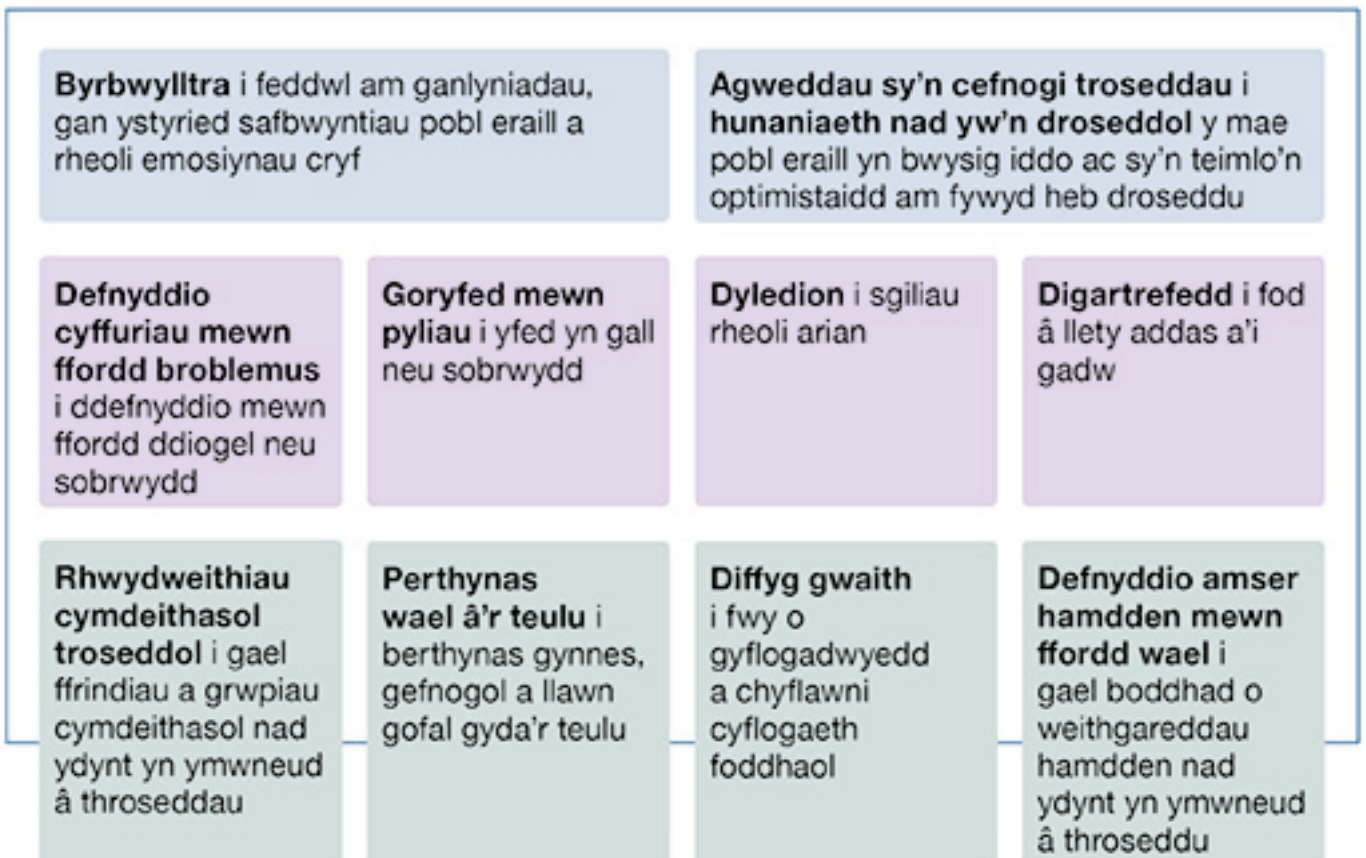 Byrbwylltra i feddwl am ganlyniadau,
gan ystyried safbwyntiau pobl eraill a
rheoli emosiynau cryf
Agweddau sy'n cefnogi troseddau i
hunaniaeth nad yw'n droseddol y mae
pobl eraill yn bwysig iddo ac sy'n teimlo'n
optimistaidd am fywyd heb droseddu
Defnyddio
cyffuriau mewn
ffordd broblemus
i ddefnyddio mewn
ffordd ddiogel neu
sobrwydd
Goryfed mewn
pyliau i yfed yn gall
neu sobrwydd
Dyledion i sgiliau
rheoli arian
Digartrefedd i fod
â llety addas a'i
gadw
Rhwydweithiau
cymdeithasol
troseddol i gael
ffrindiau a grwpiau
cymdeithasol nad
ydynt yn ymwneud
â throseddau
Perthynas
wael â'r teulu i
berthynas gynnes,
gefnogol a llawn
gofal gyda'r teulu
Diffyg gwaith
i fwy o
gyflogadwyedd
a chyflawni
cyflogaeth
foddhaol
Defnyddio amser
hamdden mewn
ffordd wael i
gael boddhad o
weithgareddau
hamdden nad
ydynt yn ymwneud
â throseddu